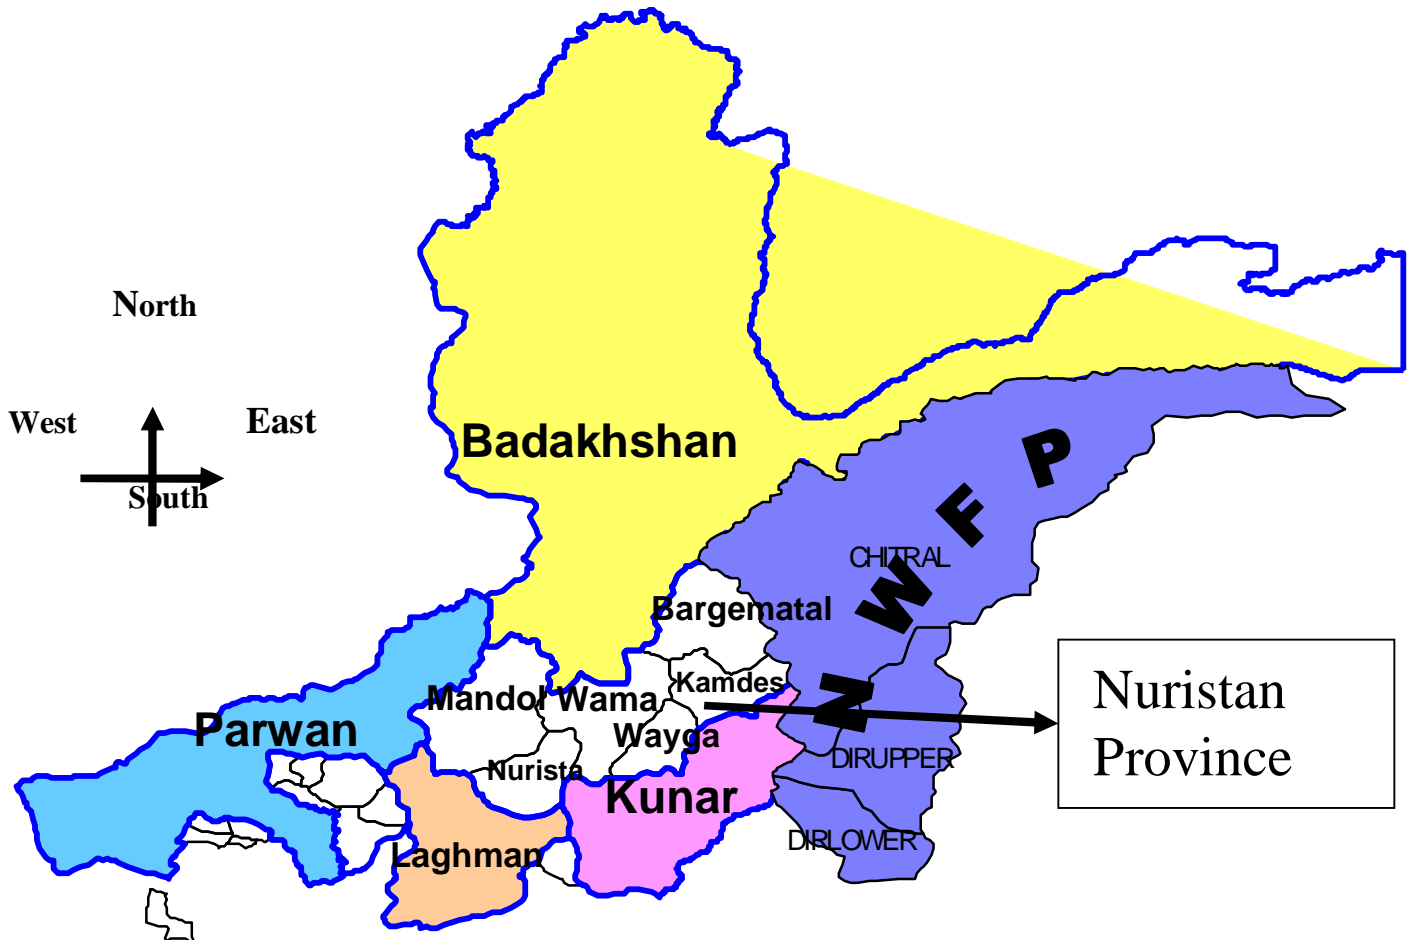 North
West
East
South
Badakhshan
P
F
W
N
CHITRAL
Bargematal
Kamdes
Mandol
Wama
Wayga
Parwan
Nurista
Kunar
DIRUPPER
DIRLOWER
Laghman
Nuristan
Province